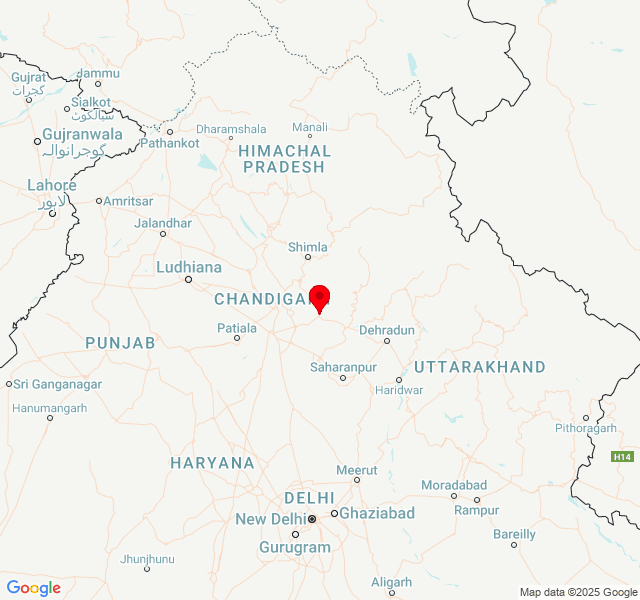 Gujrat
گجرات
Jammu
Sialkot
سیالکوٹ
Gujranwala
گوجرانوالہ
Pathankot
Dharamshala
Manali
HIMACHAL
PRADESH
Lahore
لاہور
Amritsar
Jalandhar
Shimla
Ludhiana
CHANDIGARH
Patiala
PUNJAB
Dehradun
Saharanpur
UTTARAKHAND
Haridwar
Sri Ganganagar
Hanumangarh
Pithoragarh
HARYANA
H14
Meerut
Moradabad
DELHI
Rampur
New Delhi
Ghaziabad
Gurugram
Bareilly
Jhunjhunu
Aligarh
Google
Map data ©2025 Google